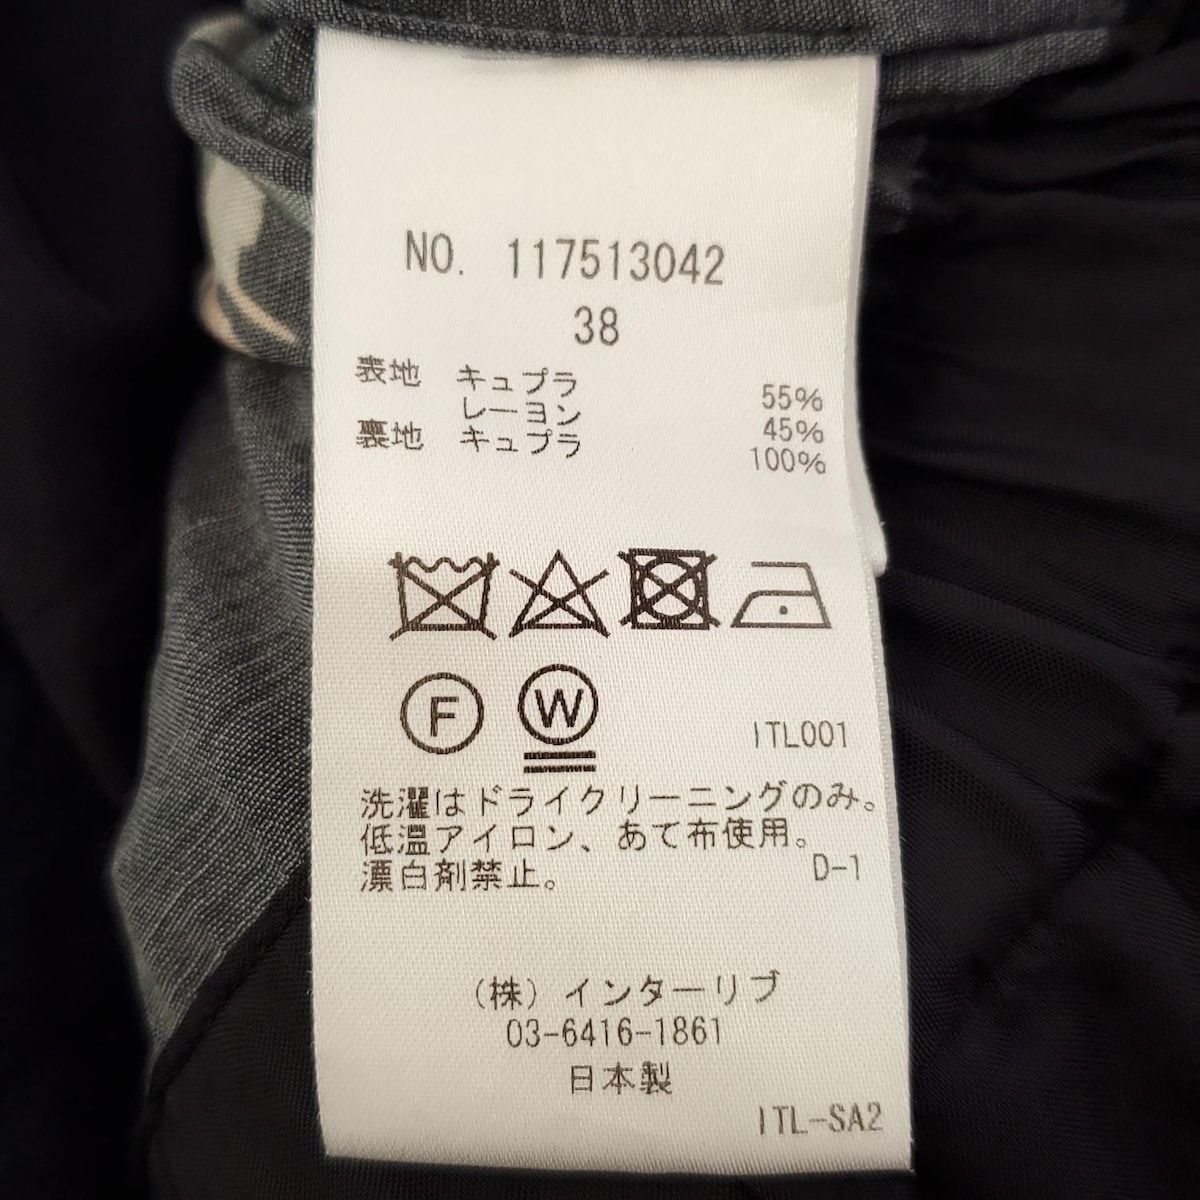 NO. 117513042
38
表地 キュプラ 55%
レーヨン 45%
裏地 キュプラ 100%
F W
ITL001
洗濯はドライクリーニングのみ。
低温アイロン、あて布使用。
漂白剤禁止。 D-1
(株) インターリブ
03-6416-1861
日本製
ITL-SA2